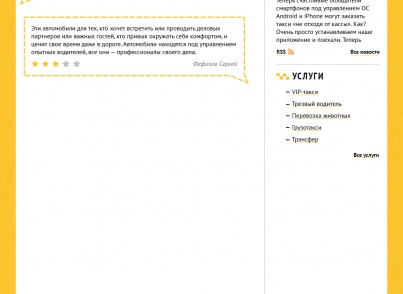 Эти автомобили для тех, кто хочет встретить или проводить деловых
партнеров или важных гостей, кто привык окружать себя комфортом, и
ценит свое время даже в дороге. Автомобили находятся под управлением
опытных водителей, все они — профессионалы своего дела.
Фефилов Сергей
Теперь счастливые обладатели
смартфонов под управлением ОС
Android и iPhone могут заказать
такси «не отходя от кассы». Как?
Очень просто устанавливаем наше
приложение и поехали. Теперь
RSS Все новости
УСЛУГИ
– VIP-такси
– Трезвый водитель
– Перевозка животных
– Грузотакси
– Трансфер
Все услуги